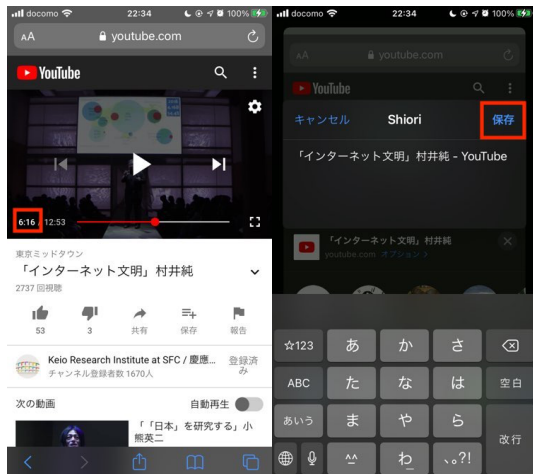 docomo
22:34
100%
AA
youtube.com
YouTube
6:16 / 12:53
東京ミッドタウン
「インターネット文明」村井純
2737 回視聴
53
3
共有
保存
報告
Keio Research Institute at SFC / 慶應...
チャンネル登録者数 1670人
登録済み
次の動画
自動再生
「「日本」を研究する」小
熊英二
docomo
22:34
100%
AA
youtube.com
YouTube
キャンセル
Shiori
保存
「インターネット文明」村井純 - YouTube
「インターネット文明」村井純
youtube.com オプション >
☆123
あ
か
さ
ABC
た
な
は
空白
あいう
ま
や
ら
改行
^^
わ
、。?!